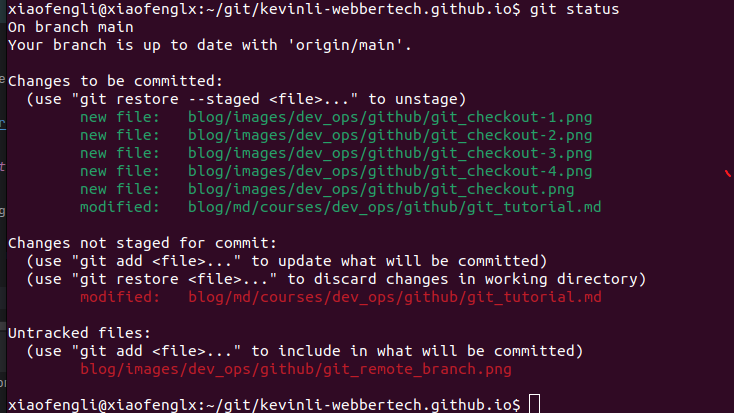 xiaofengli@xiaofenglx:~/git/kevinli-webbertech.github.io$ git status
On branch main
Your branch is up to date with 'origin/main'.
Changes to be committed:
(use "git restore --staged <file>..." to unstage)
new file: blog/images/dev_ops/github/git_checkout-1.png
new file: blog/images/dev_ops/github/git_checkout-2.png
new file: blog/images/dev_ops/github/git_checkout-3.png
new file: blog/images/dev_ops/github/git_checkout-4.png
new file: blog/images/dev_ops/github/git_checkout.png
modified: blog/md/courses/dev_ops/github/git_tutorial.md
Changes not staged for commit:
(use "git add <file>..." to update what will be committed)
(use "git restore <file>..." to discard changes in working directory)
modified: blog/md/courses/dev_ops/github/git_tutorial.md
Untracked files:
(use "git add <file>..." to include in what will be committed)
blog/images/dev_ops/github/git_remote_branch.png
xiaofengli@xiaofenglx:~/git/kevinli-webbertech.github.io$